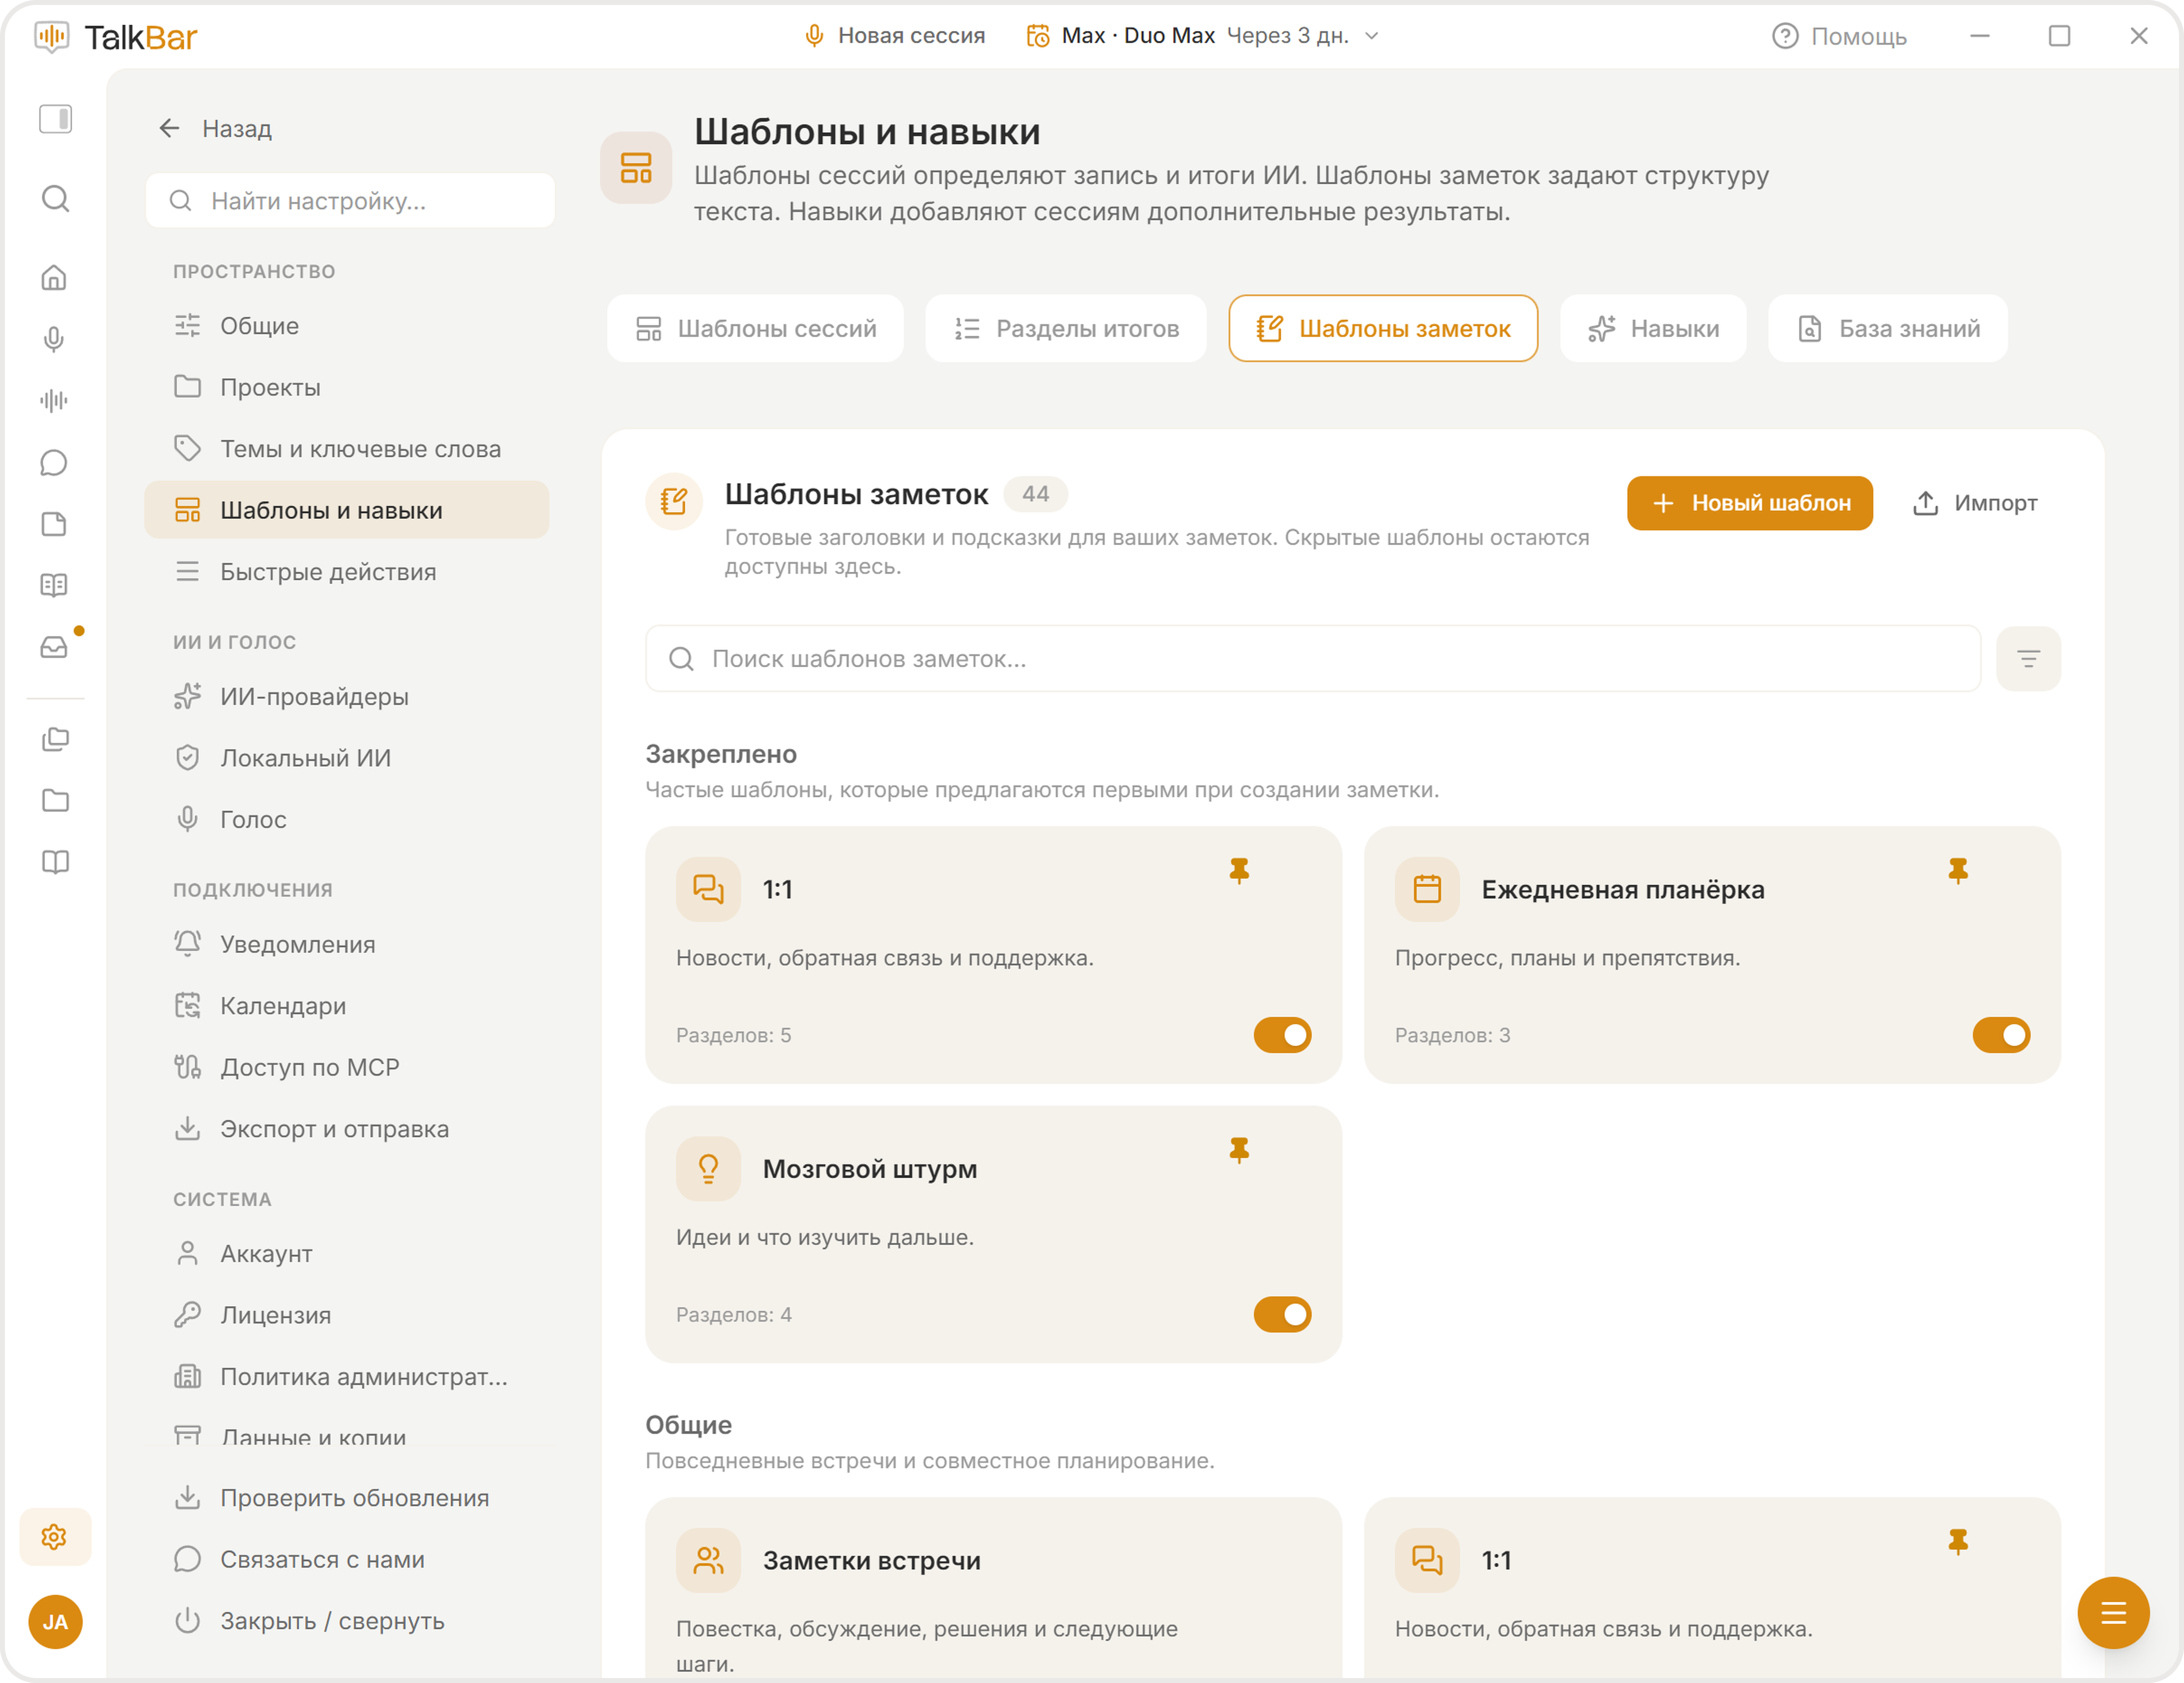 TalkBar
Новая сессия
Max · Duo Max Через 3 дн.
Помощь
Назад
Найти настройку...
ПРОСТРАНСТВО
Общие
Проекты
Темы и ключевые слова
Шаблоны и навыки
Быстрые действия
ИИ И ГОЛОС
ИИ-провайдеры
Локальный ИИ
Голос
ПОДКЛЮЧЕНИЯ
Уведомления
Календари
Доступ по MCP
Экспорт и отправка
СИСТЕМА
Аккаунт
Лицензия
Политика администрат...
Данные и копии
Проверить обновления
Связаться с нами
Закрыть / свернуть
JA
Шаблоны и навыки
Шаблоны сессий определяют запись и итоги ИИ. Шаблоны заметок задают структуру
текста. Навыки добавляют сессиям дополнительные результаты.
Шаблоны сессий
Разделы итогов
Шаблоны заметок
Навыки
База знаний
Шаблоны заметок 44
Готовые заголовки и подсказки для ваших заметок. Скрытые шаблоны остаются
доступны здесь.
Новый шаблон
Импорт
Поиск шаблонов заметок...
Закреплено
Частые шаблоны, которые предлагаются первыми при создании заметки.
1:1
Новости, обратная связь и поддержка.
Разделов: 5
Ежедневная планёрка
Прогресс, планы и препятствия.
Разделов: 3
Мозговой штурм
Идеи и что изучить дальше.
Разделов: 4
Общие
Повседневные встречи и совместное планирование.
Заметки встречи
Повестка, обсуждение, решения и следующие
шаги.
1:1
Новости, обратная связь и поддержка.